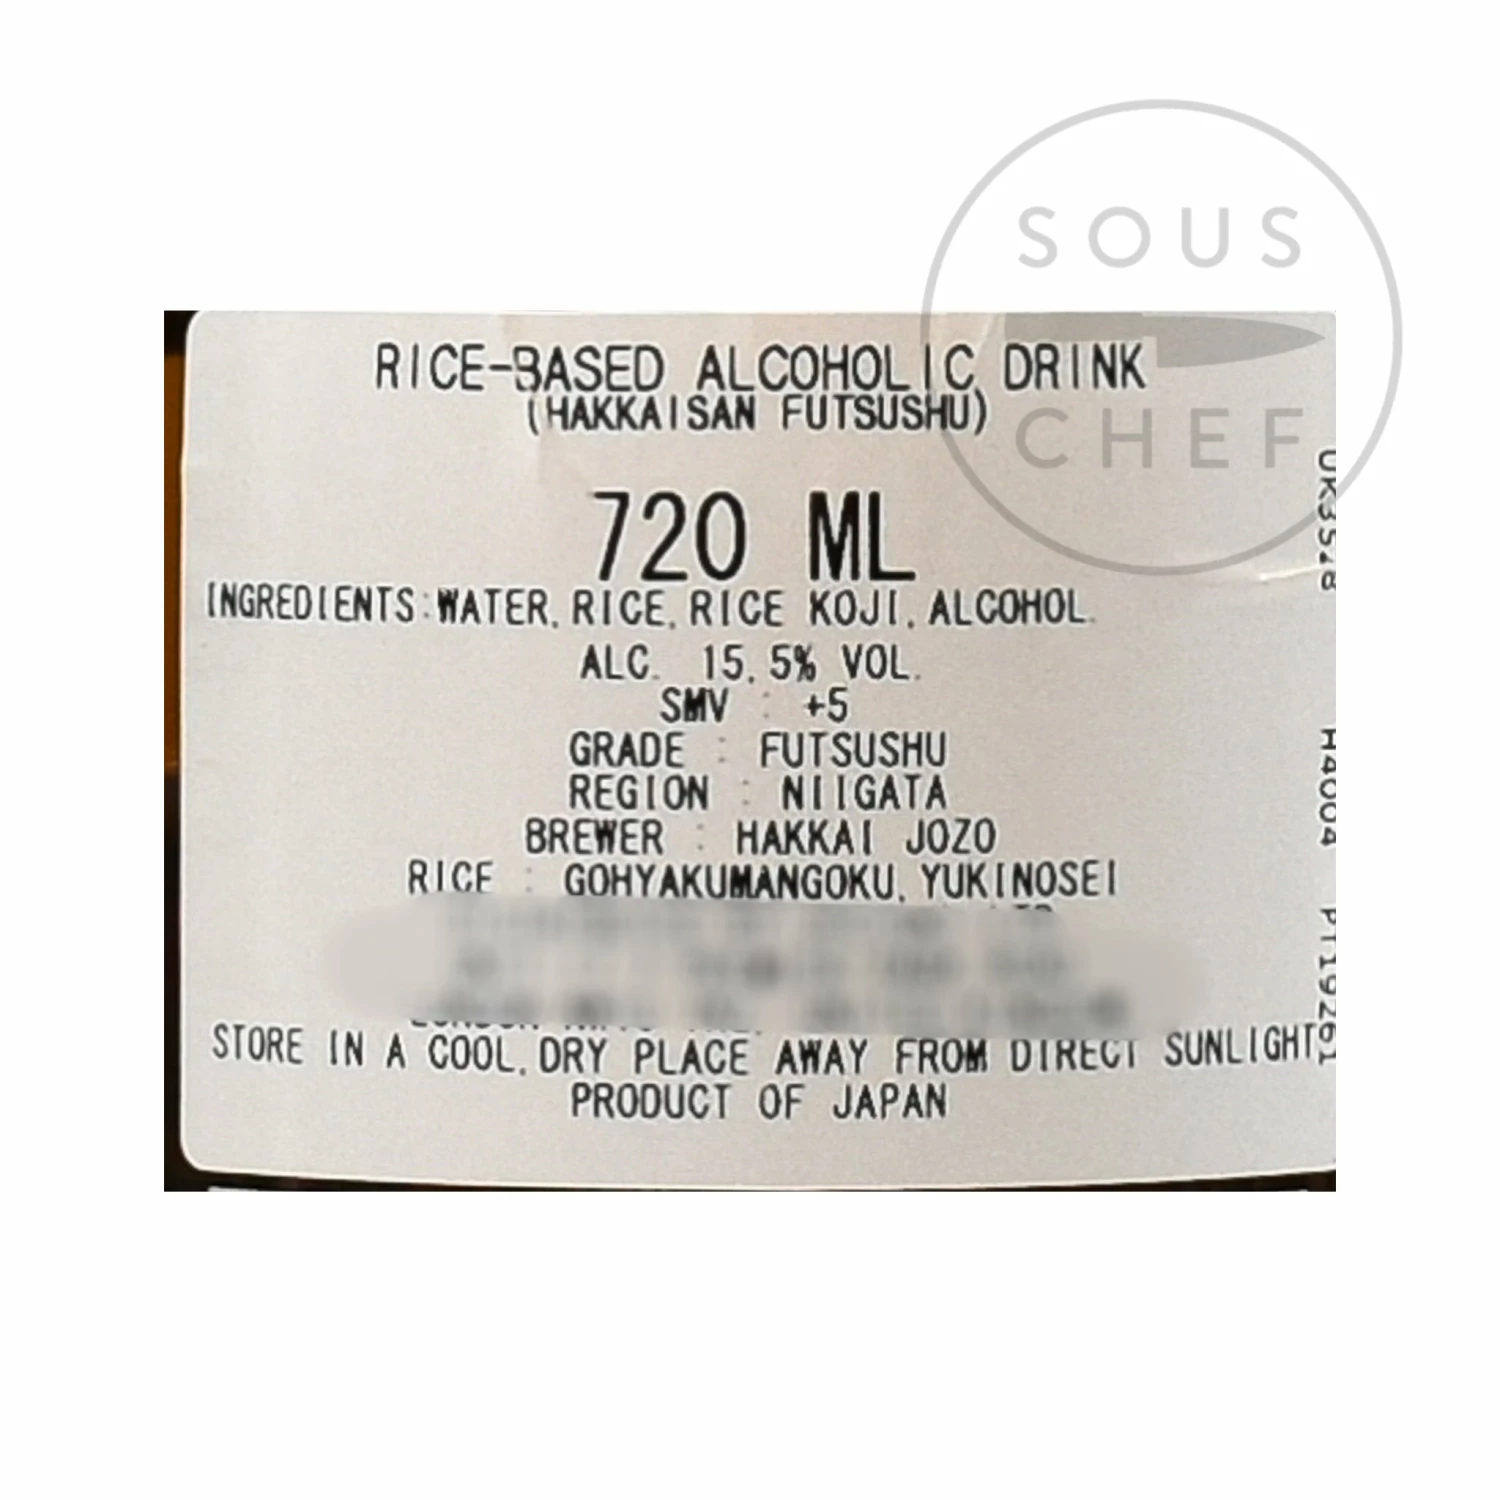 SOUS
CHEF
RICE-BASED ALCOHOLIC DRINK
(HAKKAISAN FUTSUSHU)
720 ML
INGREDIENTS:WATER, RICE, RICE KOJI, ALCOHOL.
ALC. 15.5% VOL.
SMV : +5
GRADE : FUTSUSHU
REGION : NIIGATA
BREWER : HAKKAI JOZO
RICE : GOHYAKUMANGOKU, YUKINOSEI
STORE IN A COOL, DRY PLACE AWAY FROM DIRECT SUNLIGHT,
PRODUCT OF JAPAN
H4004
PT19261